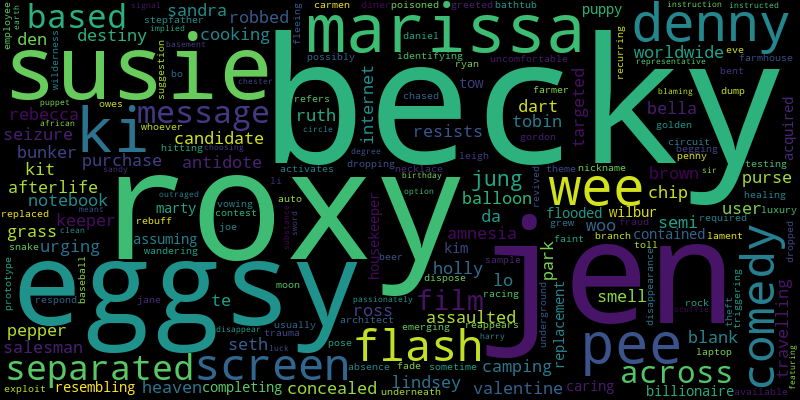 employee earth based stepfather sandra robbed carmen diner poisoned greeted bathtub puppy instruction instructed
signal marissa denny
implied den destiny cooking fleeing basement daniel possibly identifying ryan uncomfortable recurring worldwide eve representative farmhouse
susie becky
wilderness suggestion bo chester internet tow chased farmer bent
puppet owes message refers dart targeted bella blaming dump acquired
african rebecca ki whoever candidate ruth resists tobin golden
seizure hitting choosing circle gordon circuit begging
bunker purchase antidote activates degree dropping leigh necklace theme nickname penny sir testing
kit sandy li birthday revived brown chip purse healing
afterlife roxy jung wee
notebook vowing auto option balloon wilbur user luxury
replaced marty outraged contest substance sword da flooded semi required dropped
grass keeper meant rebuff joe housekeeper amnesia grew woo contained fraud lament
snake clean assuming wandering kim faint branch toll
urging baseball beer sample holly park disappearance triggering comedy
eggsy jen
prototype te moon dispose lo racing smell rock theft
respond jane disappear passionately film underground replacement scuffle
pepper usually ross assaulted emerging reappears pee blank travelling
salesman seth trauma architect pose flash harry laptop
separated screen luck absence fade sometime camping across featuring
exploit resembling heaven completing concealed underneath lindsey valentine caring billionaire available